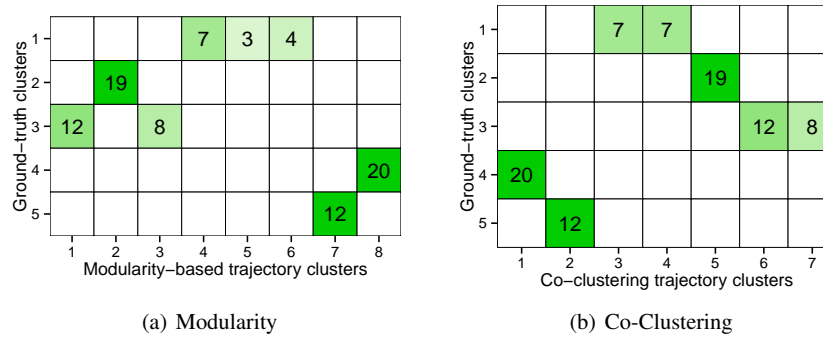 Ground−truth clusters
1 7 3 4
2 19
3 12 8
4 20
5 12
1 2 3 4 5 6 7 8
Modularity−based trajectory clusters
(a) Modularity
Ground−truth clusters
1 7 7
2 19
3 12 8
4 20
5 12
1 2 3 4 5 6 7
Co−clustering trajectory clusters
(b) Co-Clustering